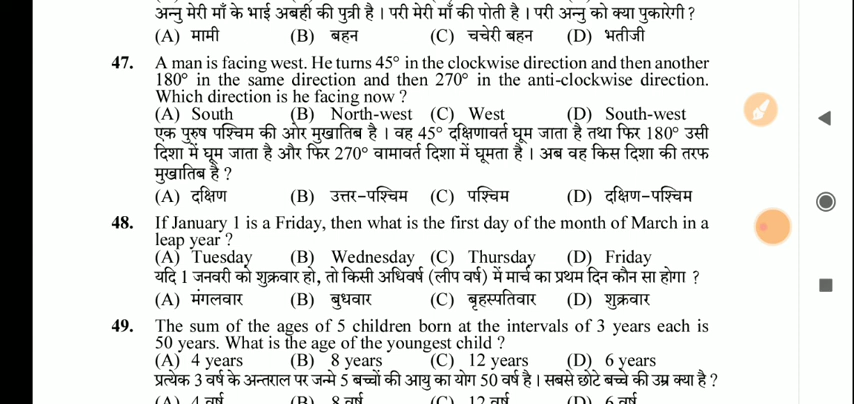 अन्नु मेरी माँ के भाई अबही की पुत्री है । परी मेरी माँ की पोती है । परी अन्नु को क्या पुकारेगी ?
(A) मामी (B) बहन (C) चचेरी बहन (D) भतीजी
47. A man is facing west. He turns 45° in the clockwise direction and then another
180° in the same direction and then 270° in the anti-clockwise direction.
Which direction is he facing now ?
(A) South (B) North-west (C) West (D) South-west
एक पुरुष पश्चिम की ओर मुखातिब है । वह 45° दक्षिणावर्त घूम जाता है तथा फिर 180° उसी
दिशा में घूम जाता है और फिर 270° वामावर्त दिशा में घूमता है । अब वह किस दिशा की तरफ
मुखातिब है ?
(A) दक्षिण (B) उत्तर-पश्चिम (C) पश्चिम (D) दक्षिण-पश्चिम
48. If January 1 is a Friday, then what is the first day of the month of March in a
leap year ?
(A) Tuesday (B) Wednesday (C) Thursday (D) Friday
यदि 1 जनवरी को शुक्रवार हो, तो किसी अधिवर्ष (लीप वर्ष) में मार्च का प्रथम दिन कौन सा होगा ?
(A) मंगलवार (B) बुधवार (C) बृहस्पतिवार (D) शुक्रवार
49. The sum of the ages of 5 children born at the intervals of 3 years each is
50 years. What is the age of the youngest child ?
(A) 4 years (B) 8 years (C) 12 years (D) 6 years
प्रत्येक 3 वर्ष के अन्तराल पर जन्मे 5 बच्चों की आयु का योग 50 वर्ष है । सबसे छोटे बच्चे की उम्र क्या है ?
(A) 4 वर्ष (B) 8 वर्ष (C) 12 वर्ष (D) 6 वर्ष